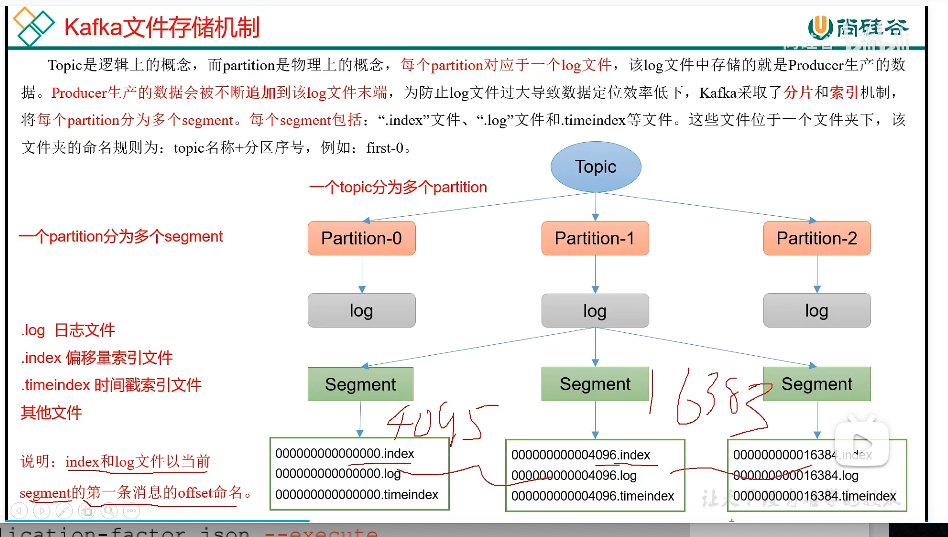 Kafka文件存储机制
尚硅谷
Topic是逻辑上的概念，而partition是物理上的概念，每个partition对应于一个log文件，该log文件中存储的就是Producer生产的数
据。Producer生产的数据会被不断追加到该log文件末端，为防止log文件过大导致数据定位效率低下，Kafka采取了分片和索引机制，
将每个partition分为多个segment。每个segment包括：“.index”文件、“.log”文件和.timeindex等文件。这些文件位于一个文件夹下，该
文件夹的命名规则为：topic名称+分区序号，例如：first-0。
Topic
一个topic分为多个partition
一个partition分为多个segment
Partition-0
Partition-1
Partition-2
log
log
log
.log 日志文件
.index 偏移量索引文件
.timeindex 时间戳索引文件
其他文件
Segment
Segment
Segment
4095
16383
说明：index和log文件以当前
segment的第一条消息的offset命名。
000000000000000.index
000000000000000.log
000000000000000.timeindex
000000000004096.index
000000000004096.log
000000000004096.timeindex
000000000016384.index
000000000016384.log
000000000016384.timeindex
lication-factor.json --execute